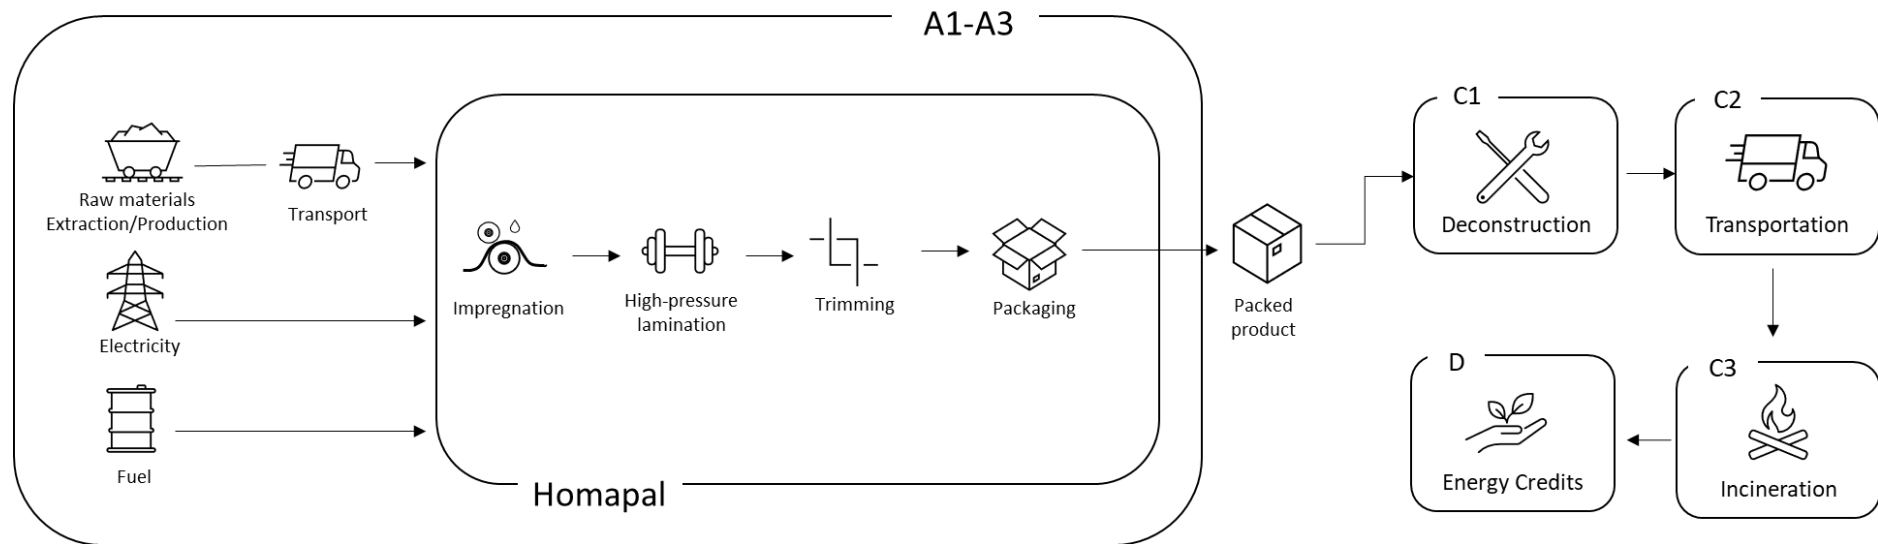 A1-A3
Raw materials
Extraction/Production
Transport
Electricity
Fuel
Impregnation
High-pressure
lamination
Trimming
Packaging
Homapal
Packed
product
C1
Deconstruction
C2
Transportation
C3
Incineration
D
Energy Credits